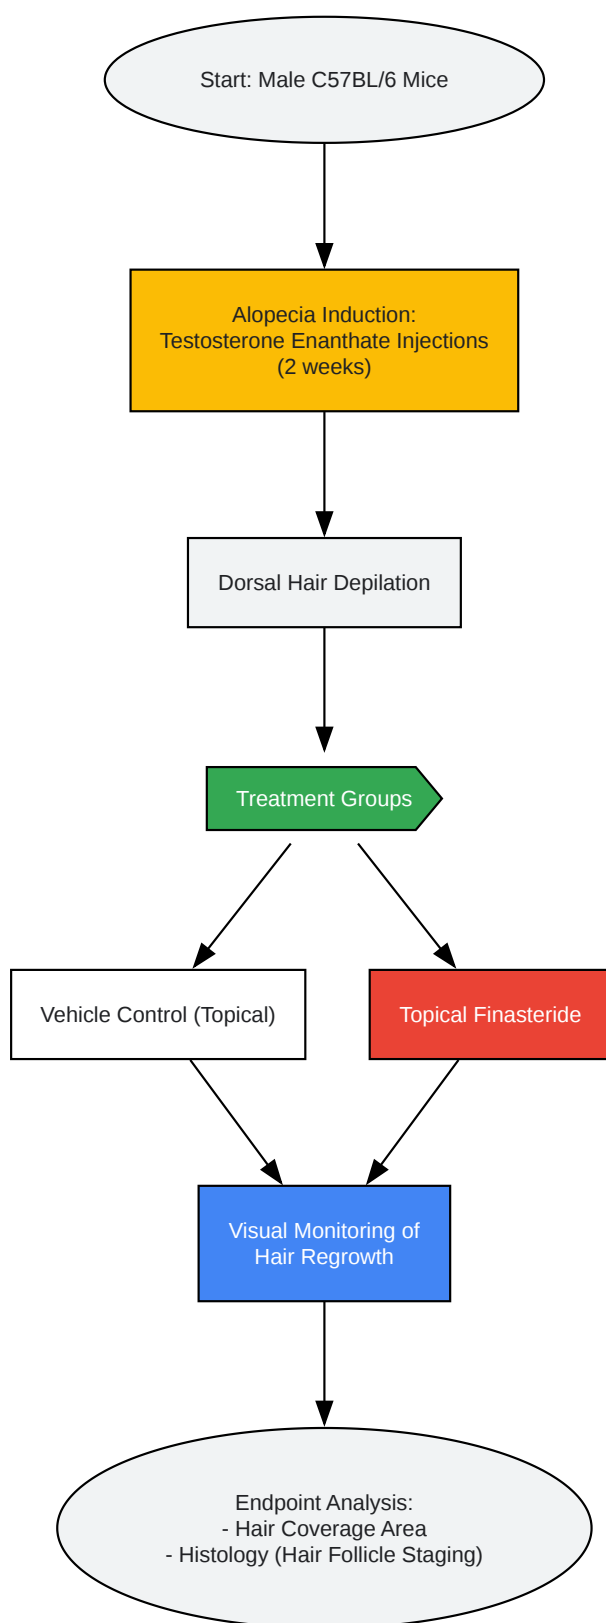 Start: Male C57BL/6 Mice
Alopecia Induction:
Testosterone Enanthate Injections
(2 weeks)
Dorsal Hair Depilation
Treatment Groups
Vehicle Control (Topical)
Topical Finasteride
Visual Monitoring of
Hair Regrowth
Endpoint Analysis:
- Hair Coverage Area
- Histology (Hair Follicle Staging)